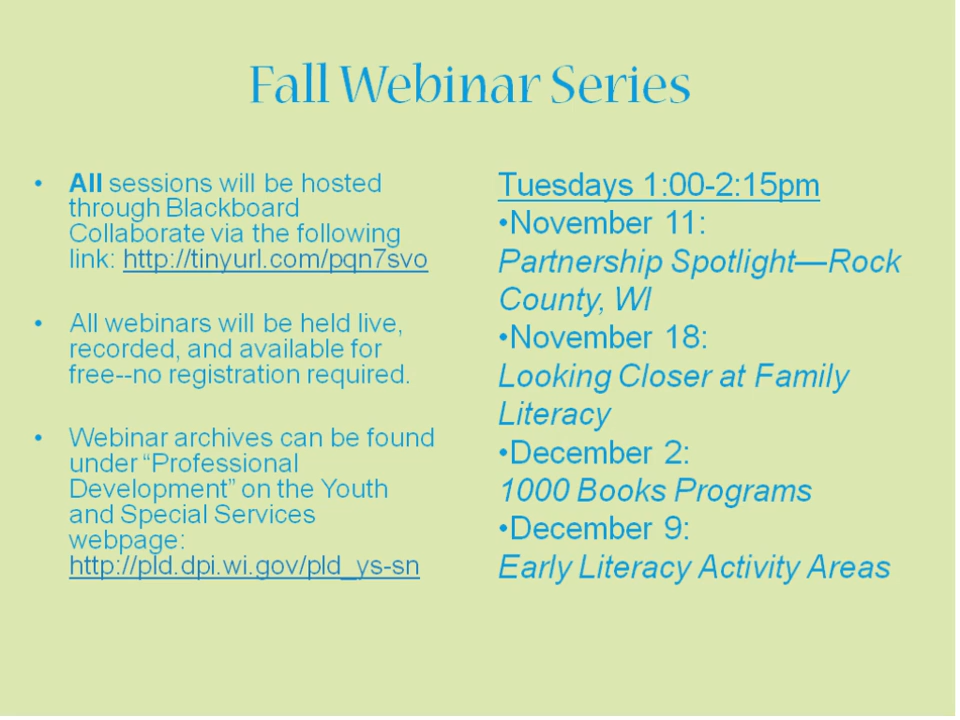 Fall Webinar Series
• All sessions will be hosted
through Blackboard
Collaborate via the following
link: http://tinyurl.com/pqn7svo
• All webinars will be held live,
recorded, and available for
free--no registration required.
• Webinar archives can be found
under “Professional
Development” on the Youth
and Special Services
webpage:
http://pld.dpi.wi.gov/pld_ys-sn
Tuesdays 1:00-2:15pm
•November 11:
Partnership Spotlight—Rock
County, WI
•November 18:
Looking Closer at Family
Literacy
•December 2:
1000 Books Programs
•December 9:
Early Literacy Activity Areas